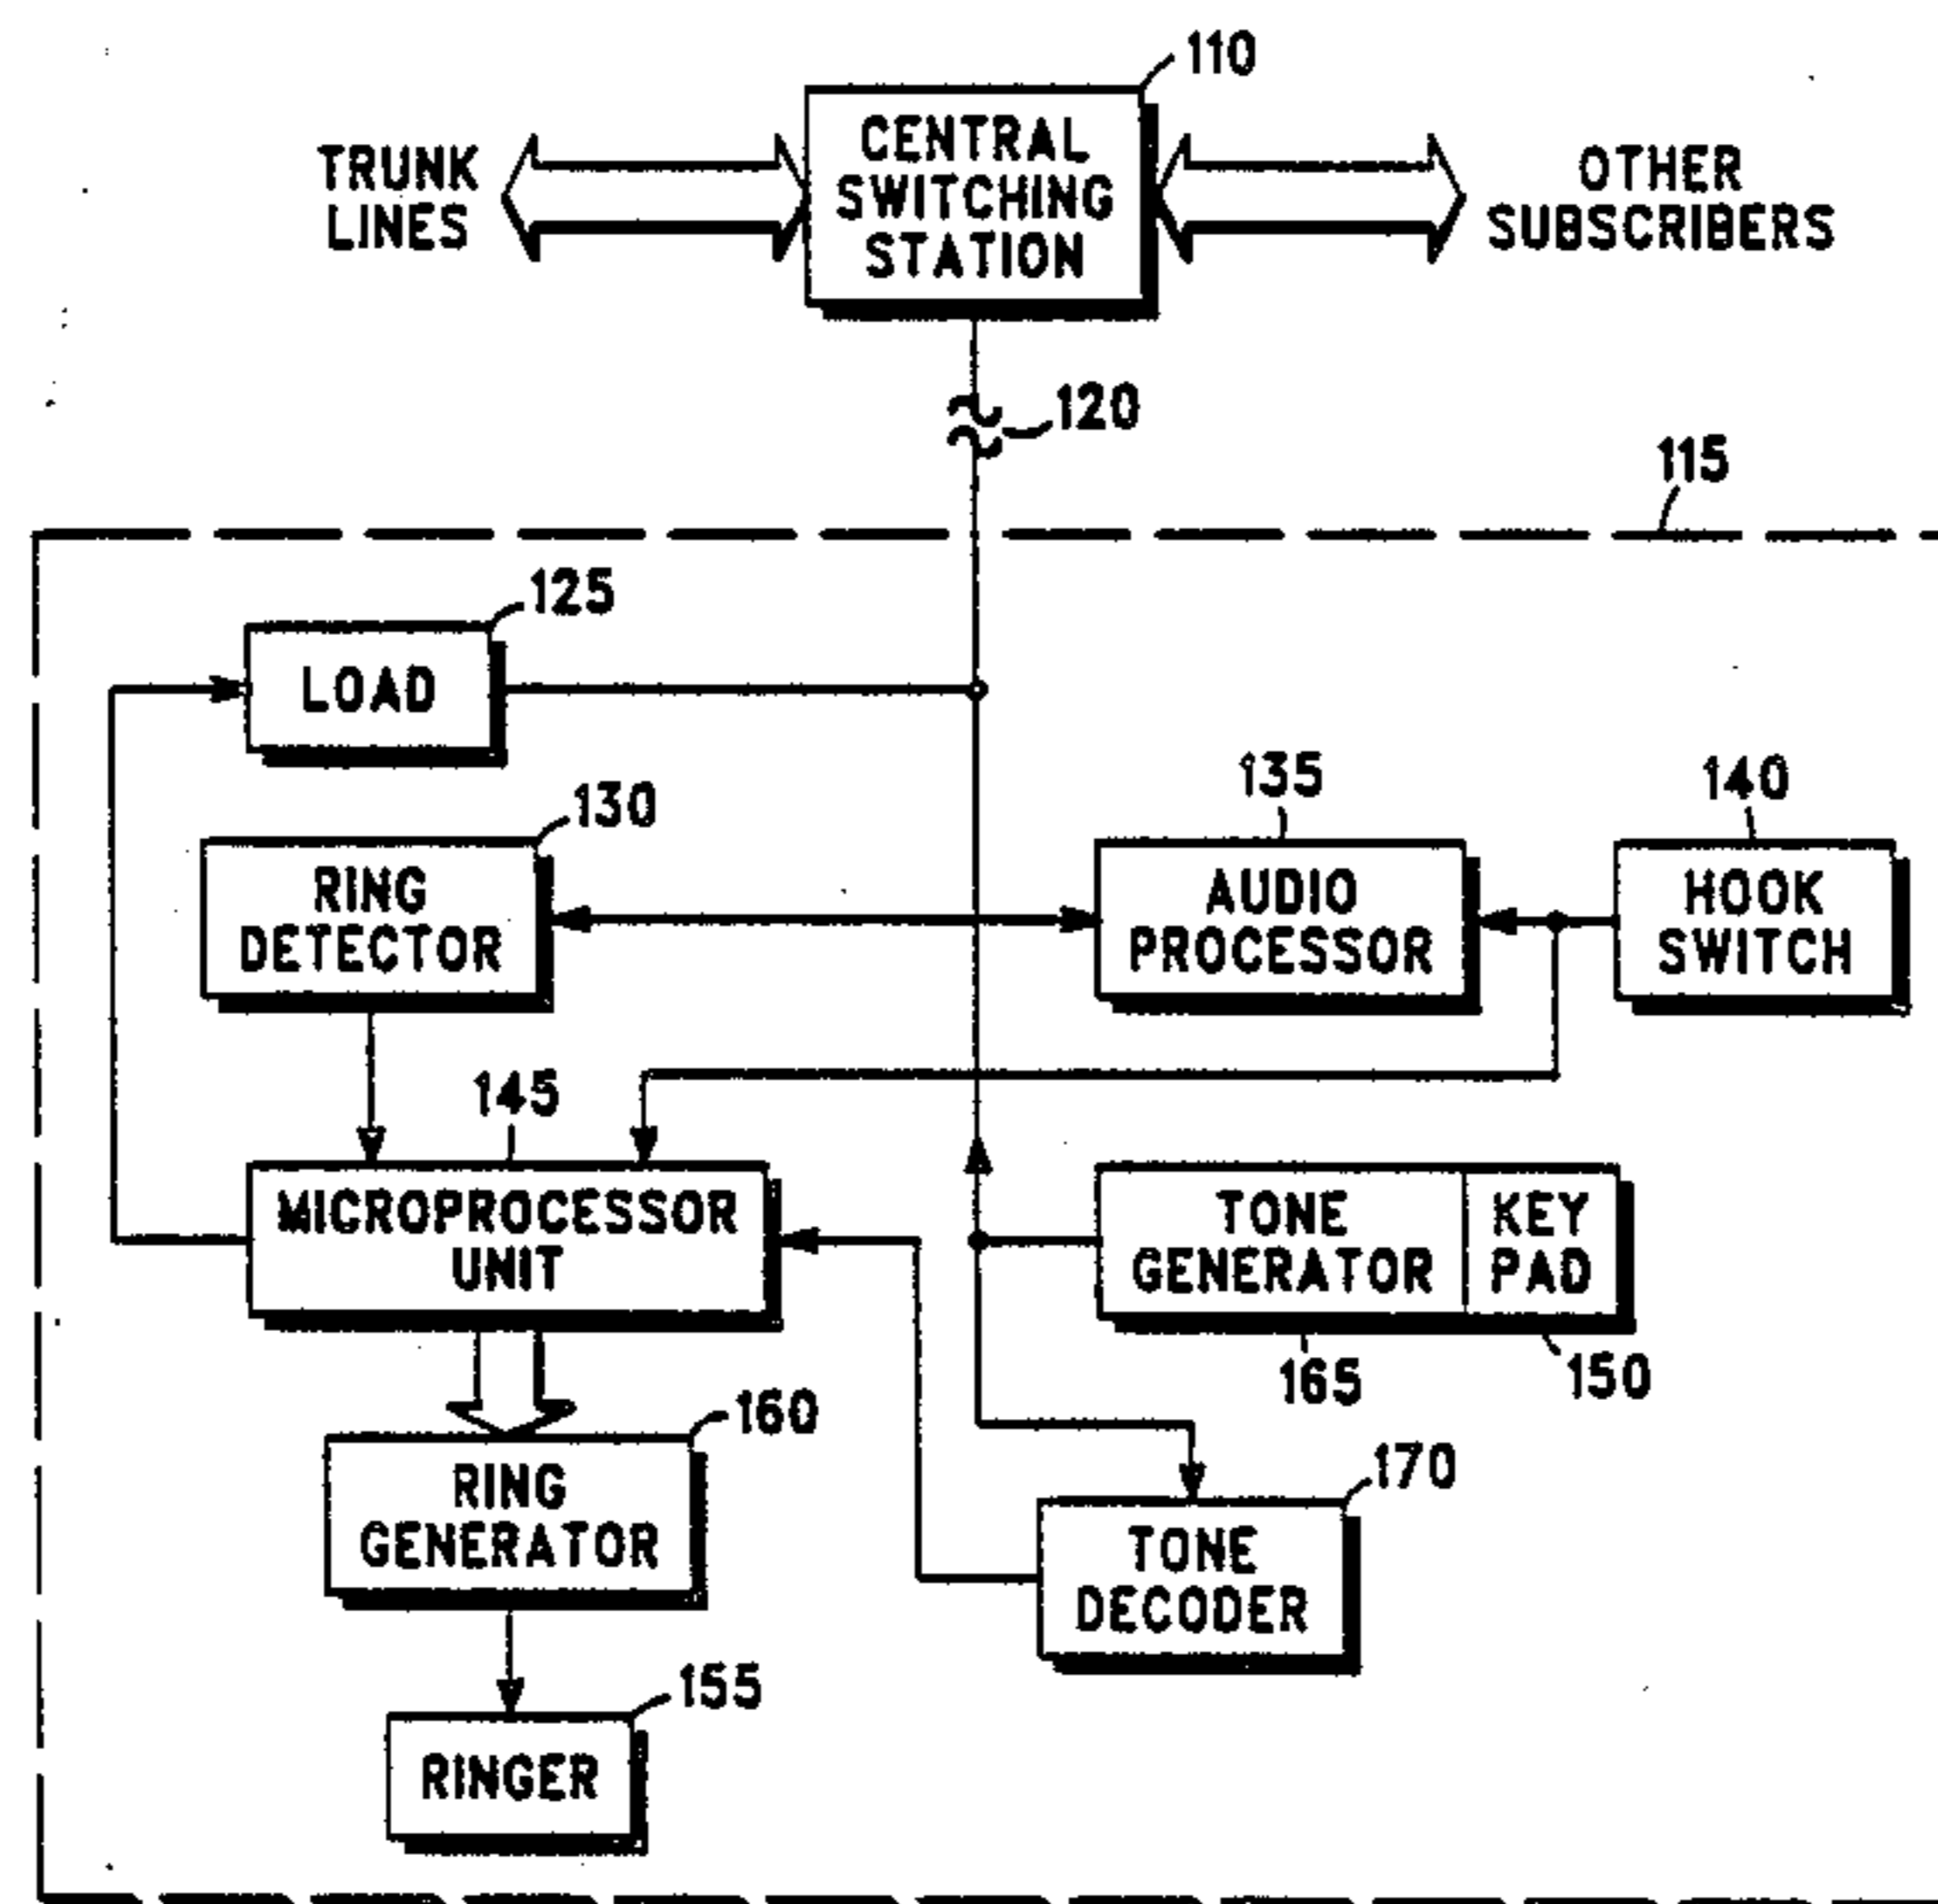 110
CENTRAL
SWITCHING
STATION
TRUNK
LINES
OTHER
SUBSCRIBERS
120
115
125
LOAD
130
RING
DETECTOR
135
AUDIO
PROCESSOR
140
HOOK
SWITCH
145
MICROPROCESSOR
UNIT
TONE
GENERATOR
KEY
PAD
165
150
160
RING
GENERATOR
170
TONE
DECODER
155
RINGER